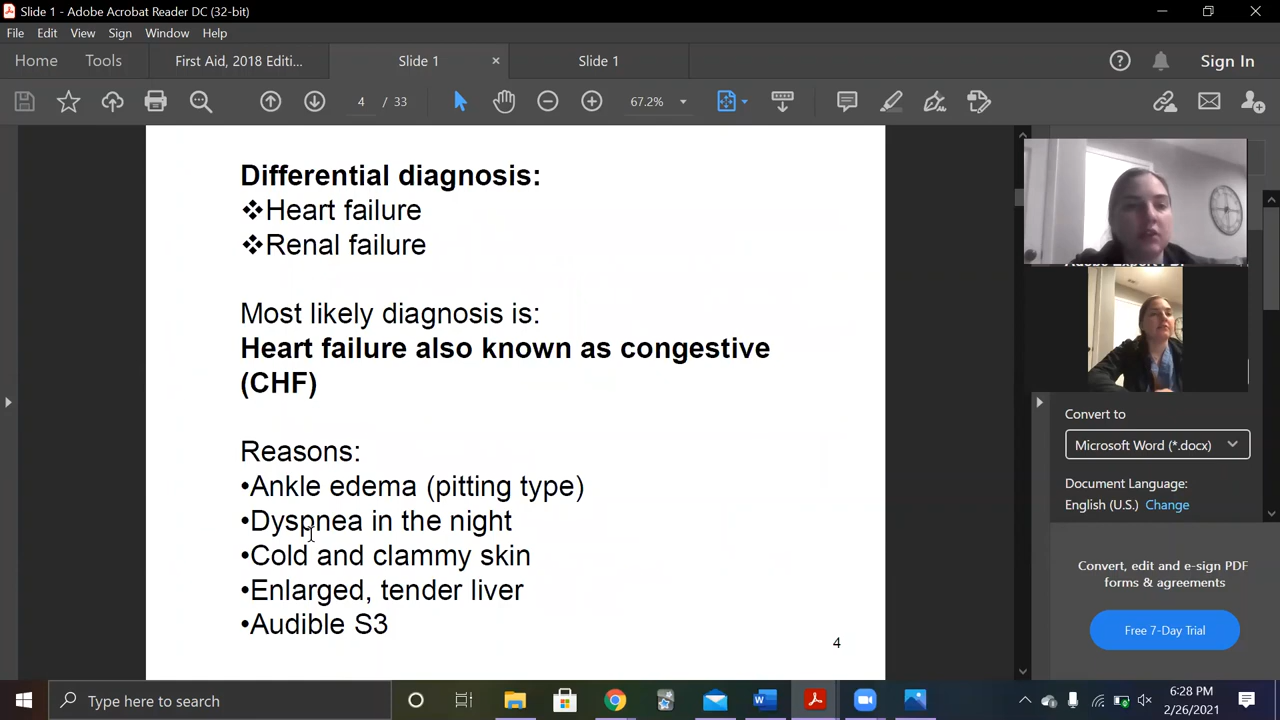 Slide 1 - Adobe Acrobat Reader DC (32-bit)
File Edit View Sign Window Help
Home Tools First Aid, 2018 Editi... Slide 1 × Slide 1 Sign In
4 / 33 67.2%
Differential diagnosis:
❖Heart failure
❖Renal failure
Most likely diagnosis is:
Heart failure also known as congestive
(CHF)
Reasons:
•Ankle edema (pitting type)
•Dyspnea in the night
•Cold and clammy skin
•Enlarged, tender liver
•Audible S3
4
Convert to
Microsoft Word (*.docx)
Document Language:
English (U.S.) Change
Convert, edit and e-sign PDF
forms & agreements
Free 7-Day Trial
Type here to search
6:28 PM
2/26/2021